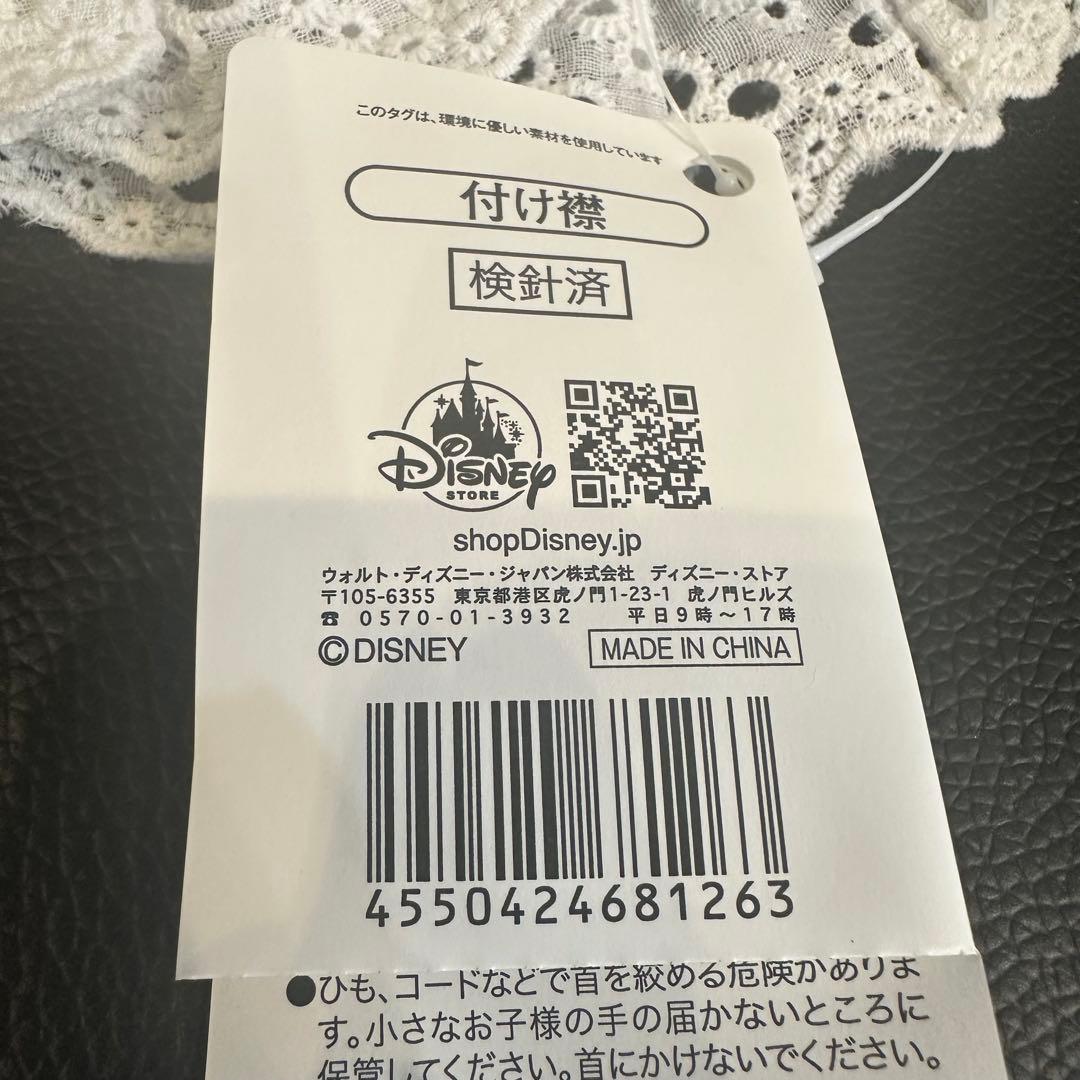 このタグは、環境に優しい素材を使用しています
付け襟
検針済
Disney
STORE
shopDisney.jp
ウォルト・ディズニー・ジャパン株式会社 ディズニー・ストア
〒105-6355 東京都港区虎ノ門1-23-1 虎ノ門ヒルズ
☎ 0570-01-3932 平日9時～17時
©DISNEY MADE IN CHINA
4550424681263
●ひも、コードなどで首を絞める危険がありま
す。小さなお子様の手の届かないところに
保管してください。首にかけないでください。